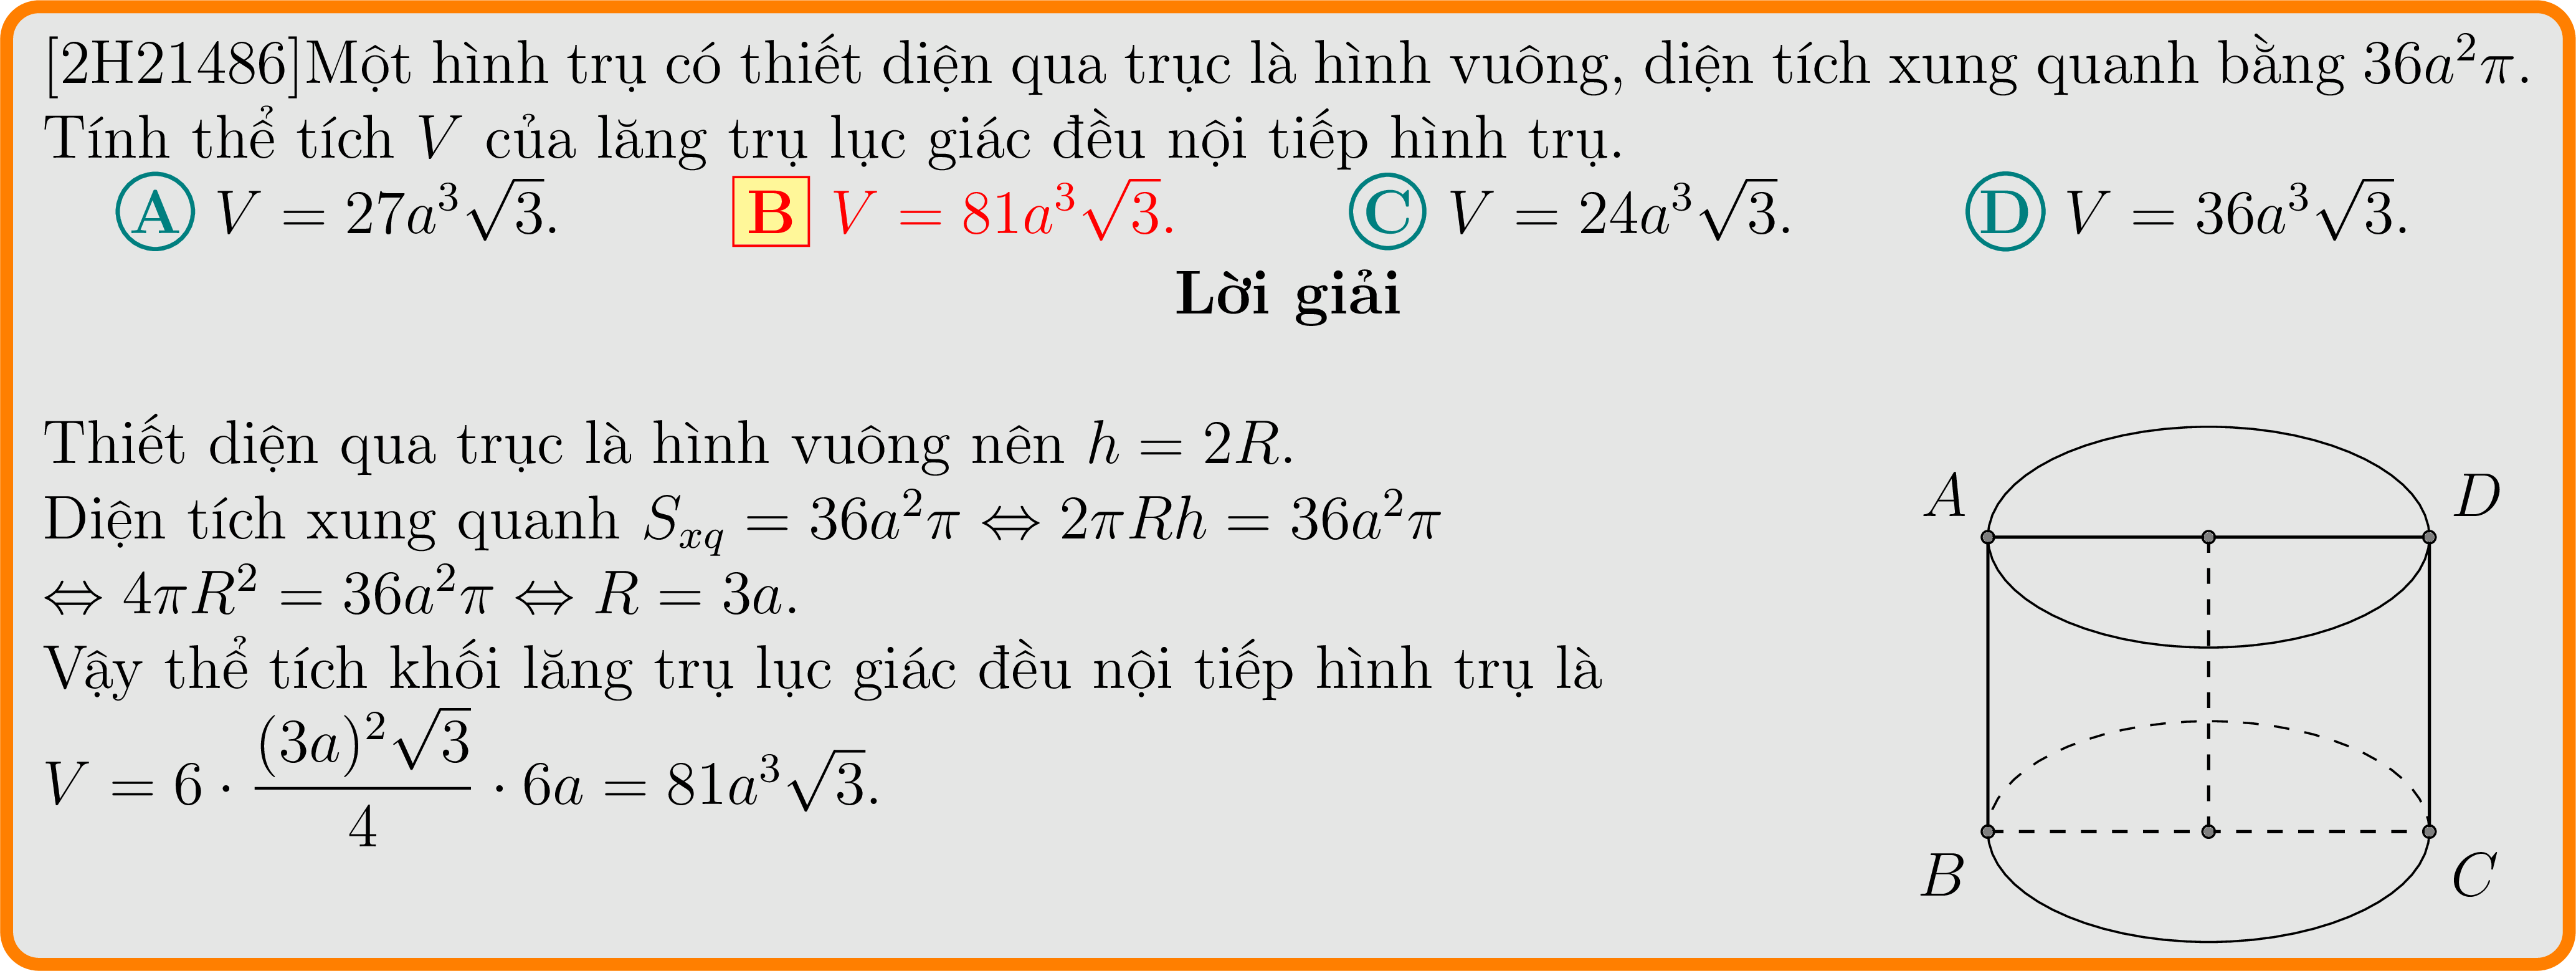 [2H21486]Một hình trụ có thiết diện qua trục là hình vuông, diện tích xung quanh bằng $36a^2\pi$.
Tính thể tích $V$ của lăng trụ lục giác đều nội tiếp hình trụ.
A $V = 27a^3\sqrt{3}$. B $V = 81a^3\sqrt{3}$. C $V = 24a^3\sqrt{3}$. D $V = 36a^3\sqrt{3}$.
Lời giải
Thiết diện qua trục là hình vuông nên $h = 2R$.
Diện tích xung quanh $S_{xq} = 36a^2\pi \Leftrightarrow 2\pi Rh = 36a^2\pi$
$\Leftrightarrow 4\pi R^2 = 36a^2\pi \Leftrightarrow R = 3a$.
Vậy thể tích khối lăng trụ lục giác đều nội tiếp hình trụ là
$V = 6 \cdot \dfrac{(3a)^2\sqrt{3}}{4} \cdot 6a = 81a^3\sqrt{3}$.
A D
B C